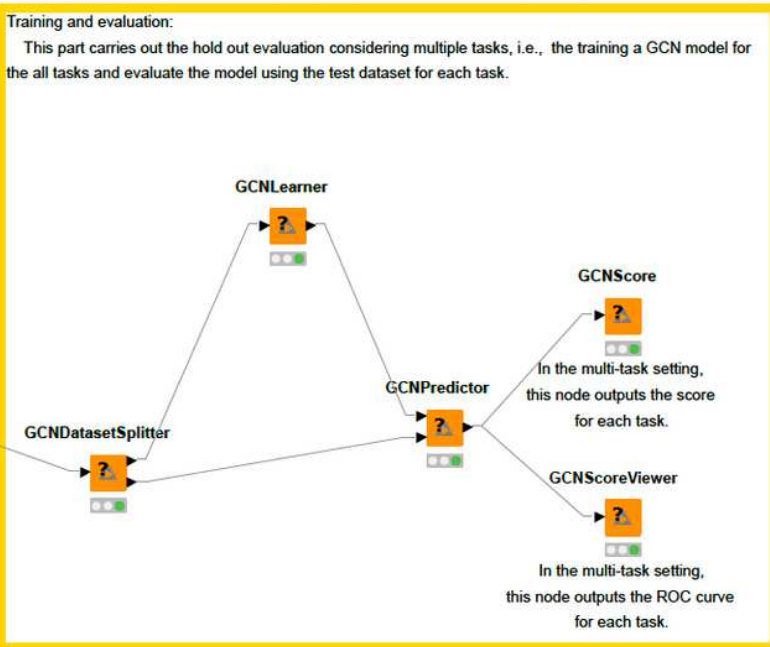 Training and evaluation:
This part carries out the hold out evaluation considering multiple tasks, i.e., the training a GCN model for
the all tasks and evaluate the model using the test dataset for each task.
GCNLearner
?
GCNScore
?
In the multi-task setting,
this node outputs the score
for each task.
GCNPredictor
?
GCNDatasetSplitter
?
GCNScoreViewer
?
In the multi-task setting,
this node outputs the ROC curve
for each task.